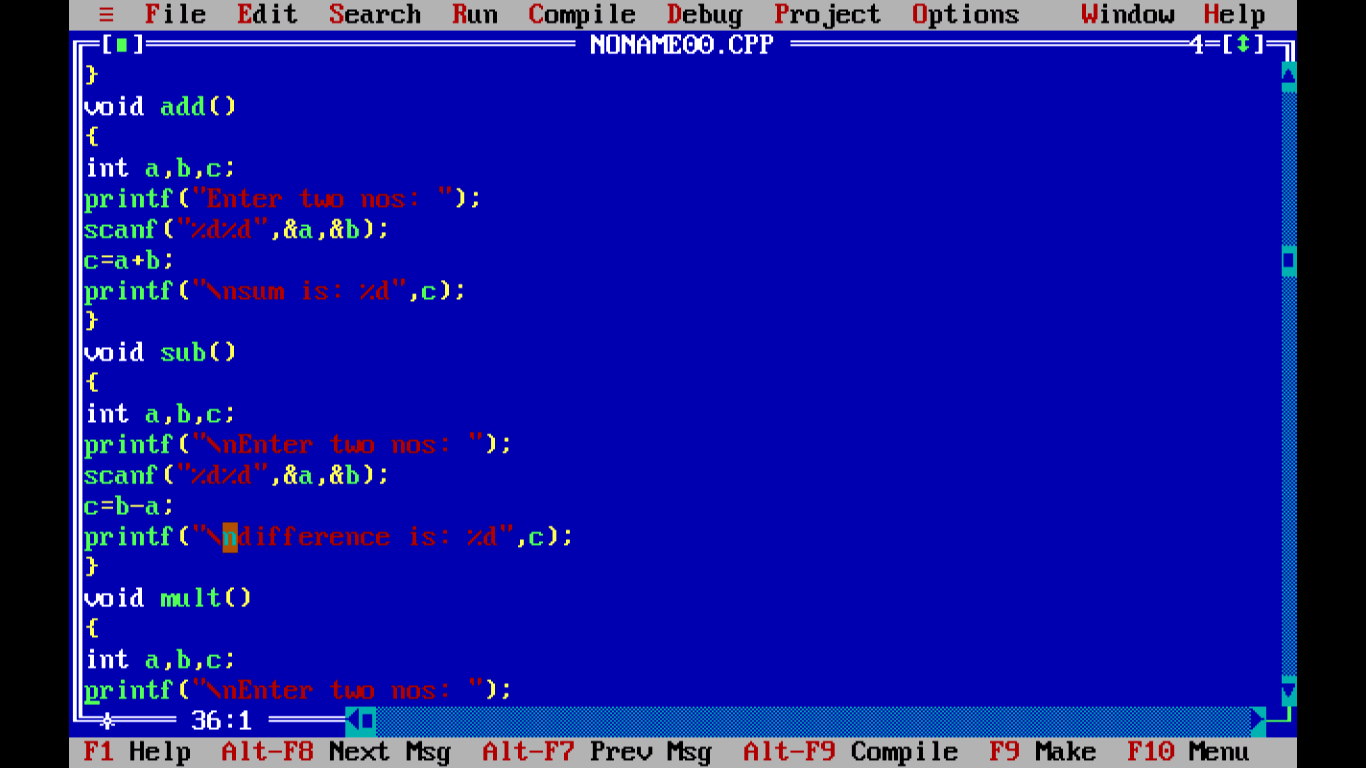 ≡ File Edit Search Run Compile Debug Project Options Window Help
[■] NONAME00.CPP 4=[↕]
}
void add()
{
int a,b,c;
printf("Enter two nos: ");
scanf("%d%d",&a,&b);
c=a+b;
printf("\nsum is: %d",c);
}
void sub()
{
int a,b,c;
printf("\nEnter two nos: ");
scanf("%d%d",&a,&b);
c=b-a;
printf("\ndifference is: %d",c);
}
void mult()
{
int a,b,c;
printf("\nEnter two nos: ");
36:1
F1 Help Alt-F8 Next Msg Alt-F7 Prev Msg Alt-F9 Compile F9 Make F10 Menu